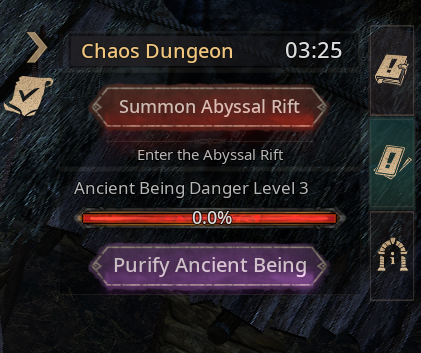 Chaos Dungeon 03:25
Summon Abyssal Rift
Enter the Abyssal Rift
Ancient Being Danger Level 3
0.0%
Purify Ancient Being